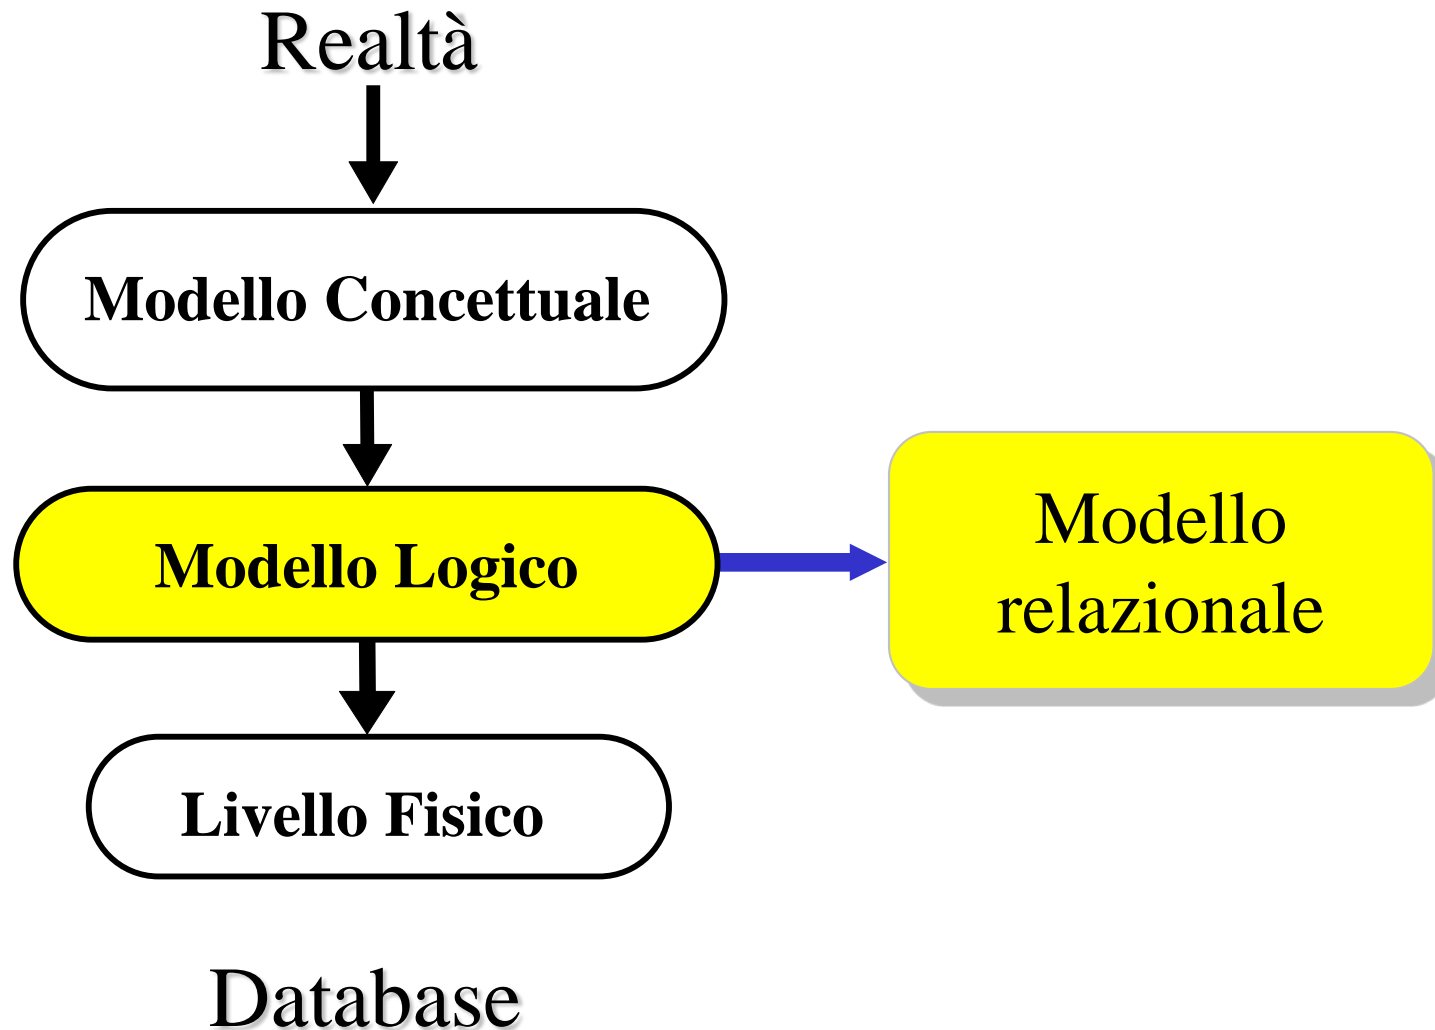 Realtà
Modello Concettuale
Modello Logico
Modello
relazionale
Livello Fisico
Database